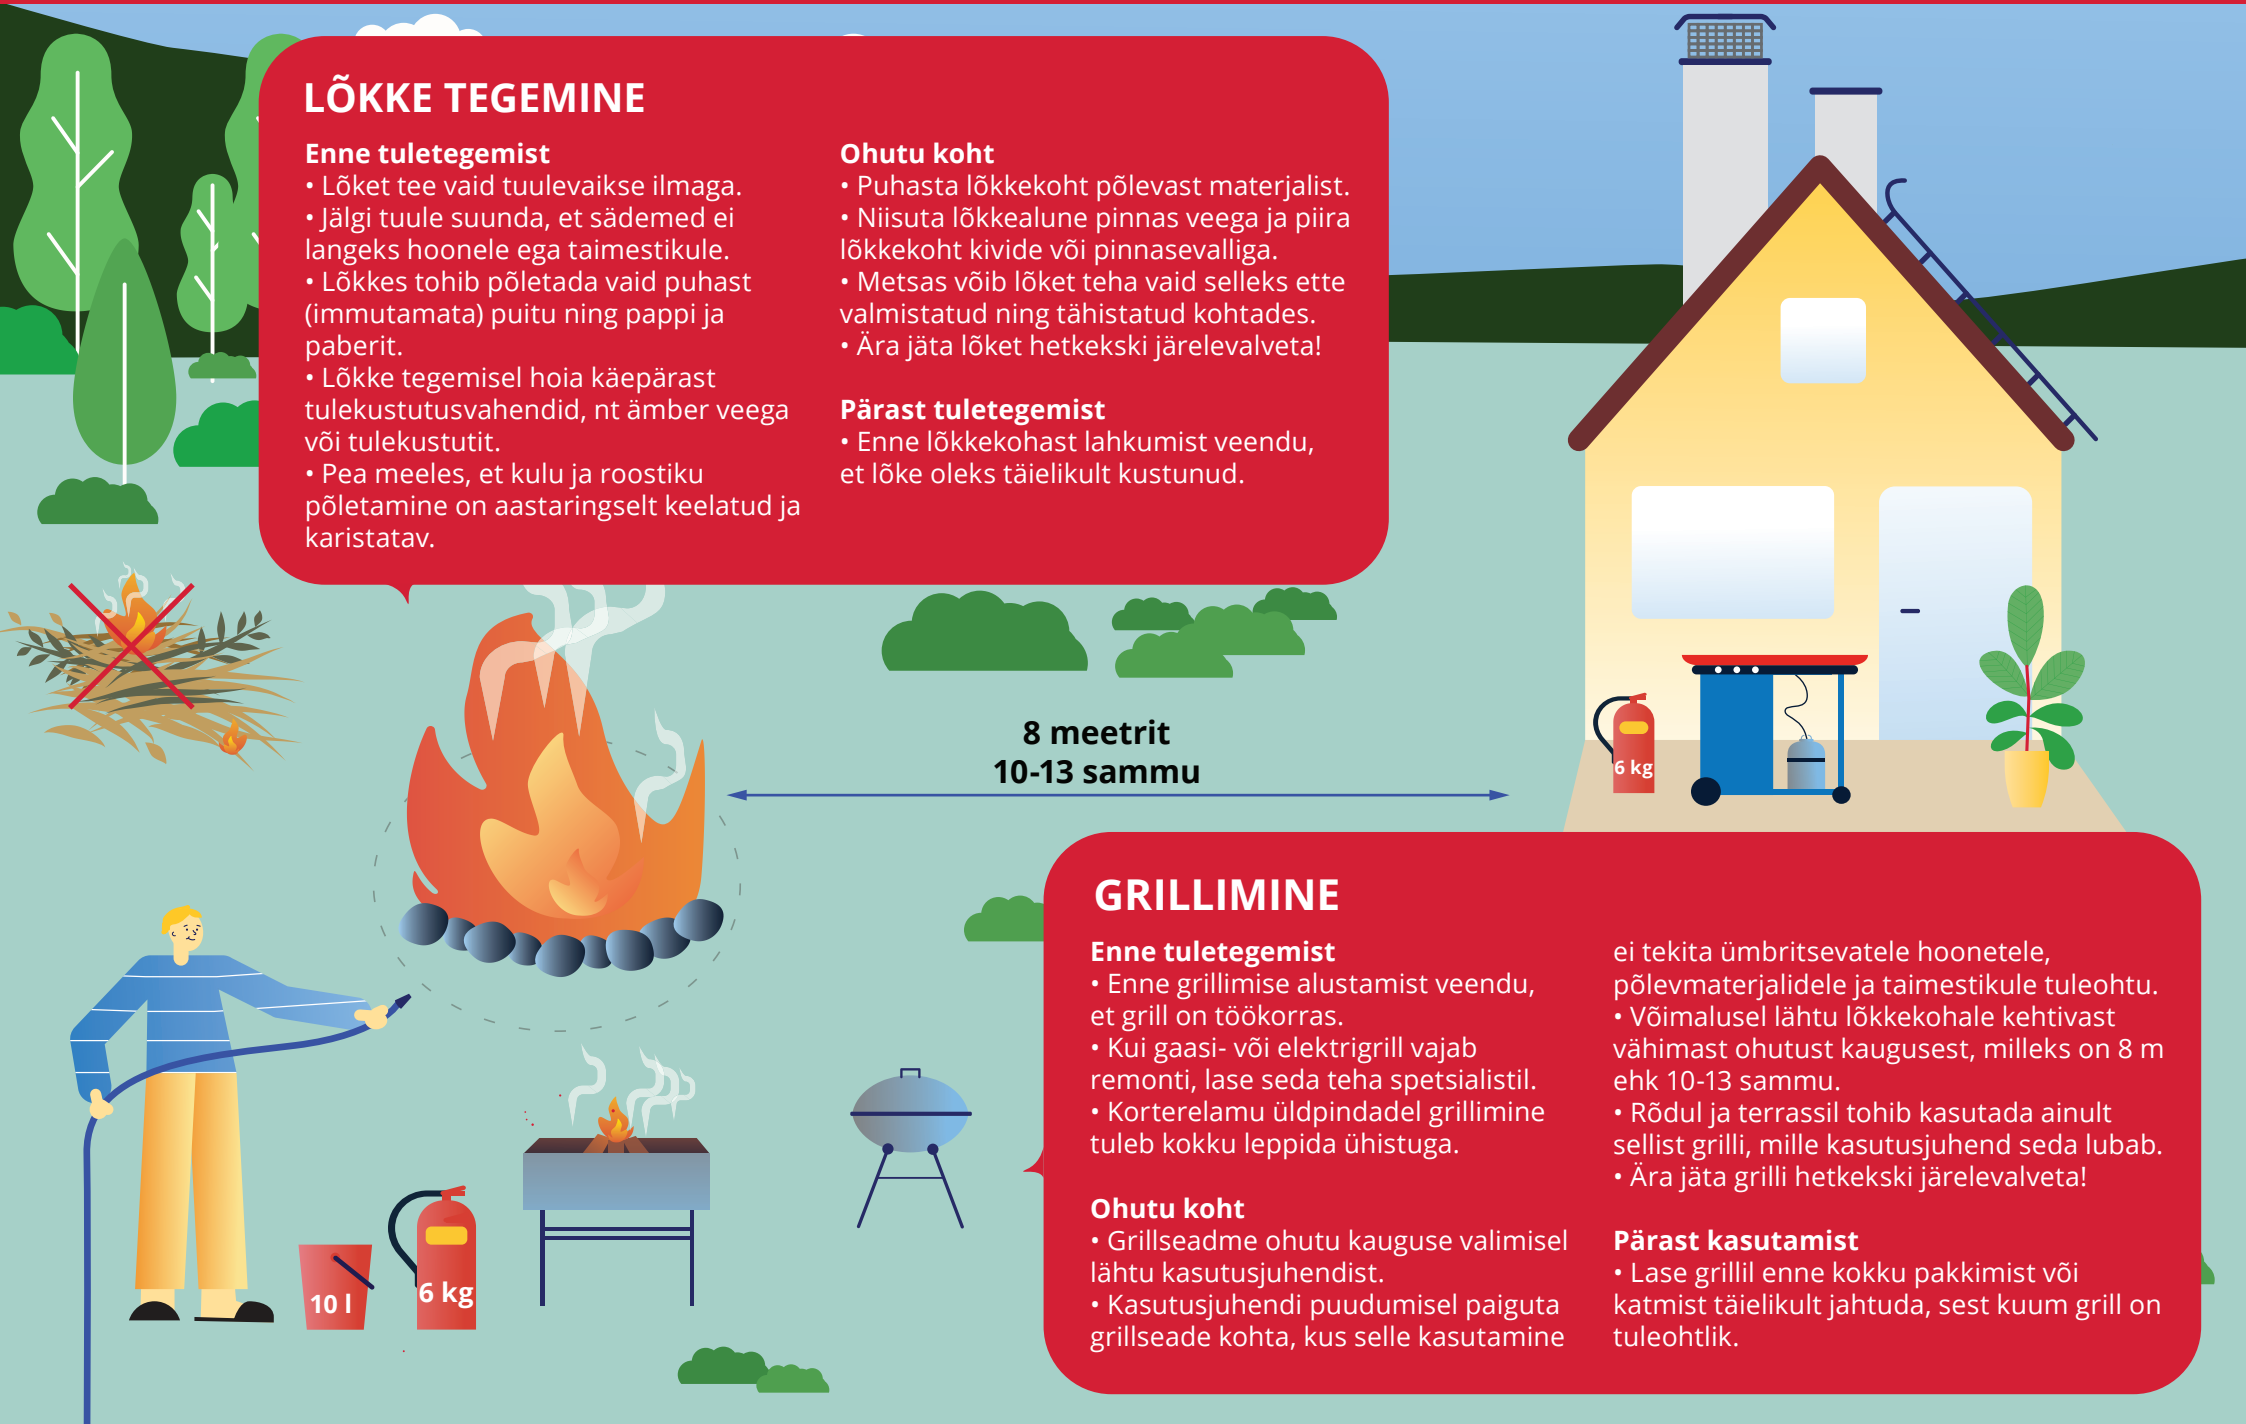 LÕKKE TEGEMINE
Enne tuletegemist
• Lõket tee vaid tuulevaikse ilmaga.
• Jälgi tuule suunda, et sädemed ei
langeks hoonele ega taimestikule.
• Lõkkes tohib põletada vaid puhast
(immutamata) puitu ning pappi ja
paberit.
• Lõkke tegemisel hoia käepärast
tulekustutusvahendid, nt ämber veega
või tulekustutit.
• Pea meeles, et kulu ja roostiku
põletamine on aastaringselt keelatud ja
karistatav.
Ohutu koht
• Puhasta lõkkekoht põlevast materjalist.
• Niisuta lõkkealune pinnas veega ja piira
lõkkekoht kivide või pinnasevalliga.
• Metsas võib lõket teha vaid selleks ette
valmistatud ning tähistatud kohtades.
• Ära jäta lõket hetkekski järelevalveta!
Pärast tuletegemist
• Enne lõkkekohast lahkumist veendu,
et lõke oleks täielikult kustunud.
8 meetrit
10-13 sammu
6 kg
GRILLIMINE
Enne tuletegemist
• Enne grillimise alustamist veendu,
et grill on töökorras.
• Kui gaasi- või elektrigrill vajab
remonti, lase seda teha spetsialistil.
• Korterelamu üldpindadel grillimine
tuleb kokku leppida ühistuga.
Ohutu koht
• Grillseadme ohutu kauguse valimisel
lähtu kasutusjuhendist.
• Kasutusjuhendi puudumisel paiguta
grillseade kohta, kus selle kasutamine
ei tekita ümbritsevatele hoonetele,
põlevmaterjalidele ja taimestikule tuleohtu.
• Võimalusel lähtu lõkkekohale kehtivast
vähimast ohutust kaugusest, milleks on 8 m
ehk 10-13 sammu.
• Rõdul ja terrassil tohib kasutada ainult
sellist grilli, mille kasutusjuhend seda lubab.
• Ära jäta grilli hetkekski järelevalveta!
Pärast kasutamist
• Lase grillil enne kokku pakkimist või
katmist täielikult jahtuda, sest kuum grill on
tuleohtlik.
10 l
6 kg